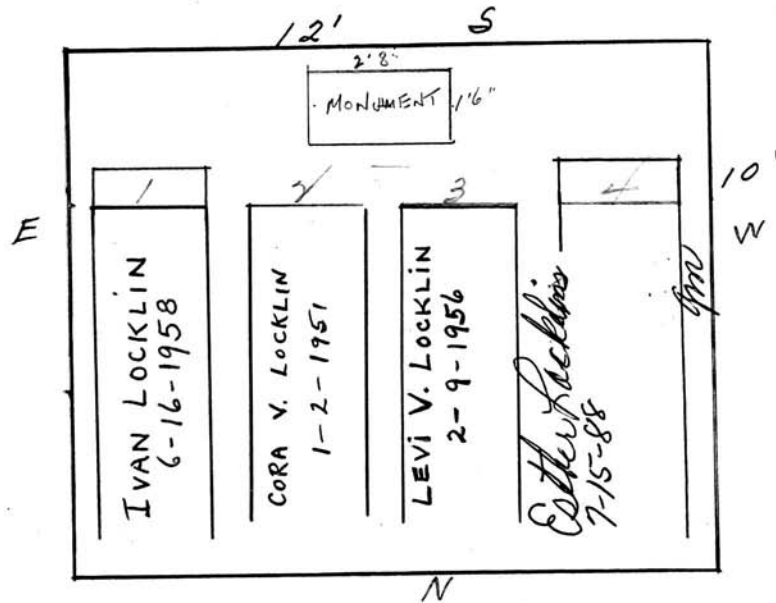 12' S
2'8"
MONUMENT 1'6"
10'
1 2 3 4
E
W
IVAN LOCKLIN
6-16-1958
CORA V. LOCKLIN
1-2-1951
LEVI V. LOCKLIN
2-9-1956
Esther Locklin
7-15-88
N